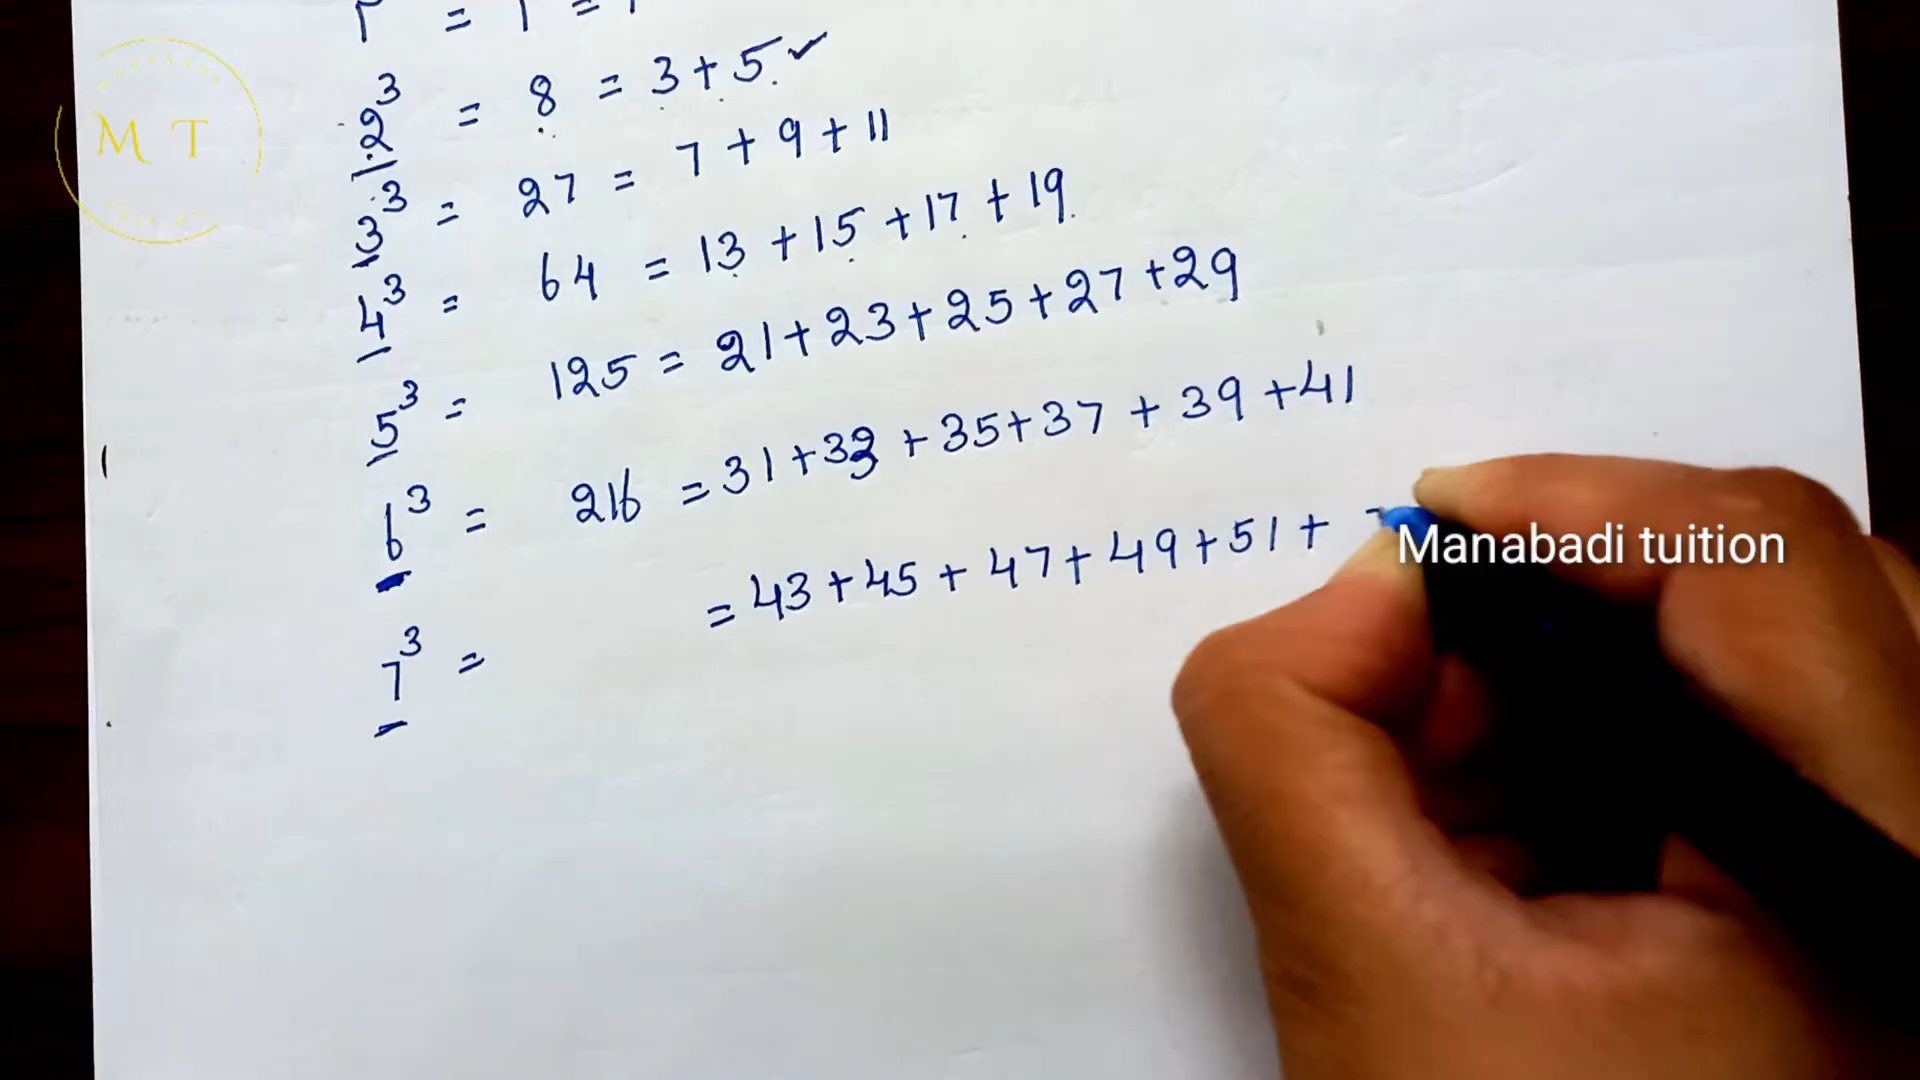 1³ = 1 = 1
2³ = 8 = 3 + 5 ✓
3³ = 27 = 7 + 9 + 11
4³ = 64 = 13 + 15 + 17 + 19
5³ = 125 = 21 + 23 + 25 + 27 + 29
6³ = 216 = 31 + 33 + 35 + 37 + 39 + 41
7³ = = 43 + 45 + 47 + 49 + 51 +
M T
Manabadi tuition